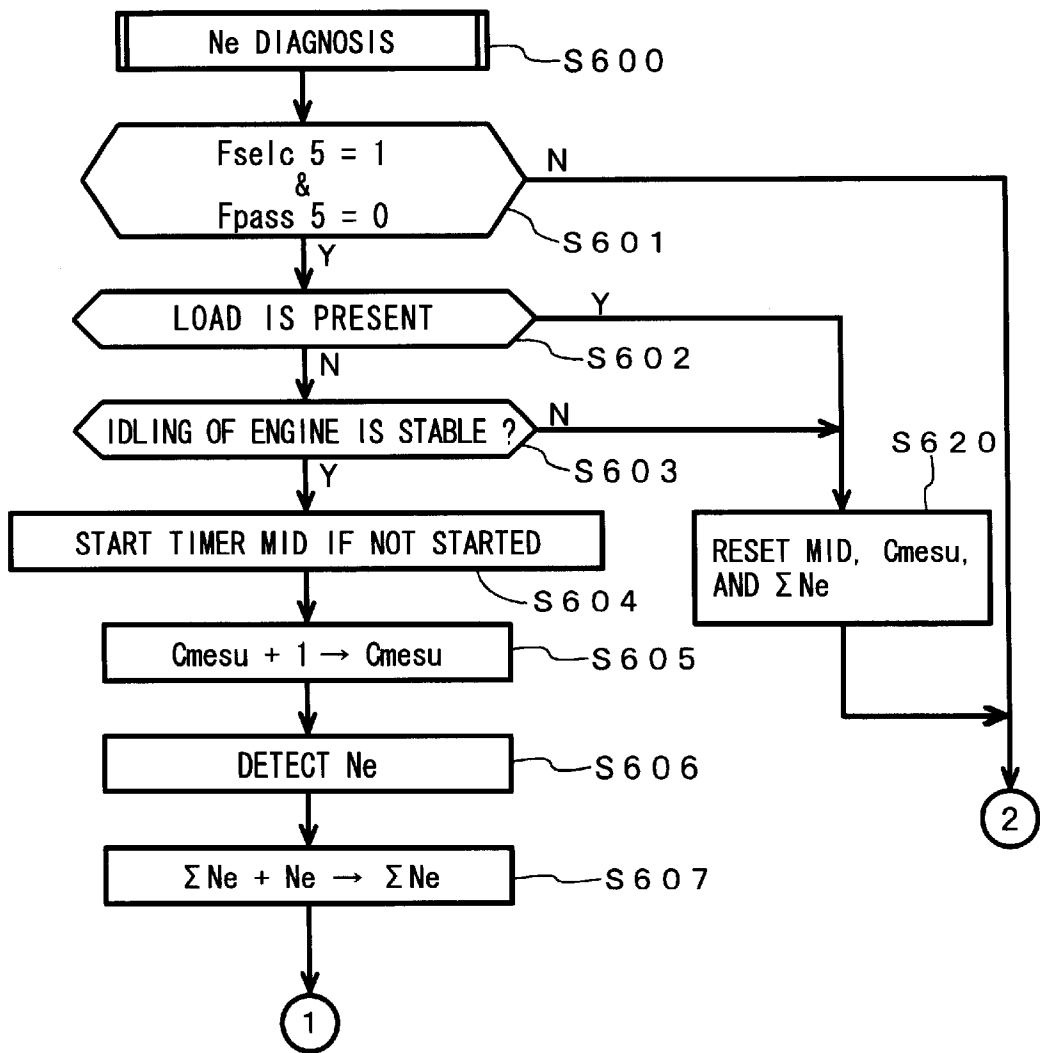 Ne DIAGNOSIS
S600
Fselc 5 = 1
&
Fpass 5 = 0
N
S601
Y
LOAD IS PRESENT
Y
S602
N
IDLING OF ENGINE IS STABLE ?
N
S603
Y
S620
START TIMER MID IF NOT STARTED
S604
RESET MID, Cmesu,
AND ΣNe
Cmesu + 1 → Cmesu
S605
DETECT Ne
S606
2
ΣNe + Ne → ΣNe
S607
1